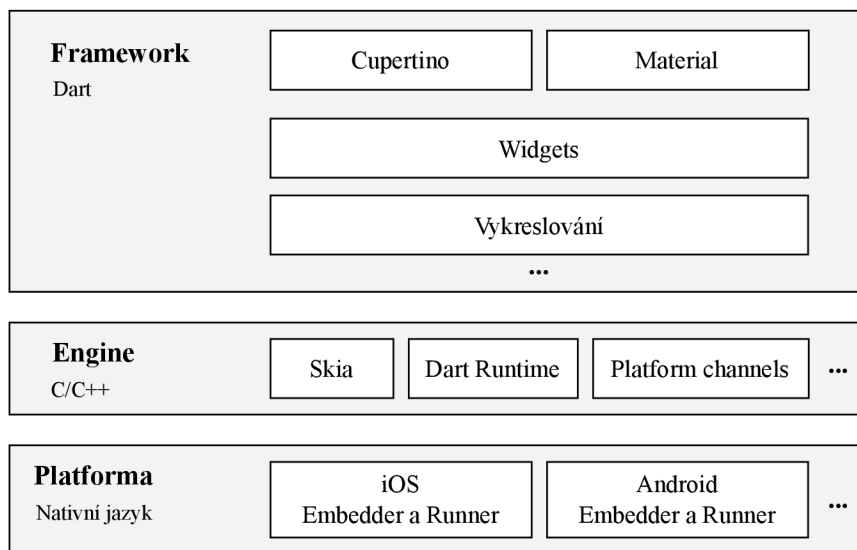 Framework
Dart
Cupertino
Material
Widgets
Vykreslování
...
Engine
C/C++
Skia
Dart Runtime
Platform channels
...
Platforma
Nativní jazyk
iOS
Embedder a Runner
Android
Embedder a Runner
...